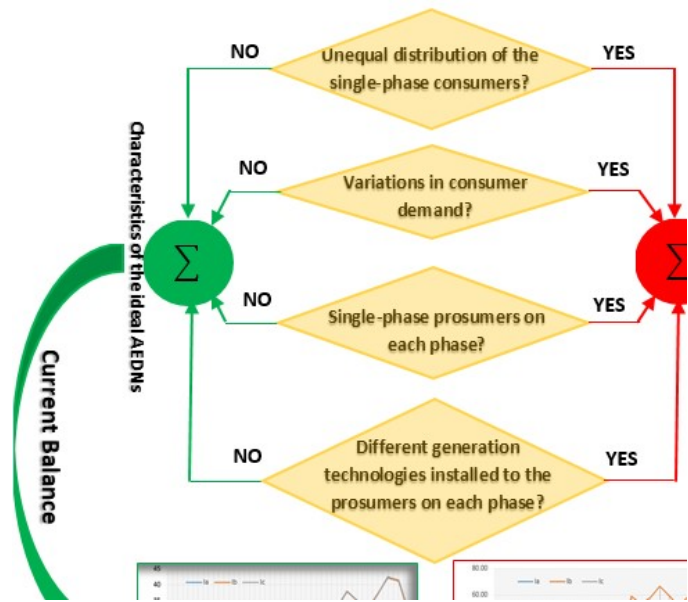 NO
Unequal distribution of the
single-phase consumers?
YES
NO
Variations in consumer
demand?
YES
Characteristics of the ideal AEDNs
∑
∑
NO
Single-phase prosumers on
each phase?
YES
Current Balance
NO
Different generation
technologies installed to the
prosumers on each phase?
YES
45
40
Ia Ib Ic
80.00
60.00
Ia Ib Ic